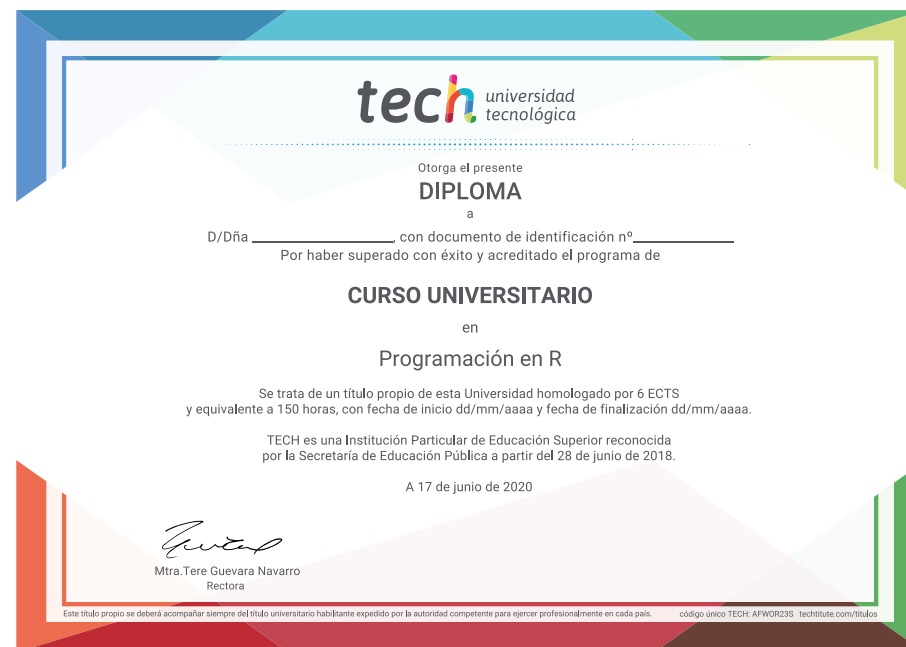 tech universidad
tecnológica
Otorga el presente
DIPLOMA
a
D/Dña ____________________, con documento de identificación nº______________
Por haber superado con éxito y acreditado el programa de
CURSO UNIVERSITARIO
en
Programación en R
Se trata de un título propio de esta Universidad homologado por 6 ECTS
y equivalente a 150 horas, con fecha de inicio dd/mm/aaaa y fecha de finalización dd/mm/aaaa.
TECH es una Institución Particular de Educación Superior reconocida
por la Secretaría de Educación Pública a partir del 28 de junio de 2018.
A 17 de junio de 2020
Mtra.Tere Guevara Navarro
Rectora
Este título propio se deberá acompañar siempre del título universitario habilitante expedido por la autoridad competente para ejercer profesionalmente en cada país. código único TECH: AFWOR23S techtitute.com/titulos